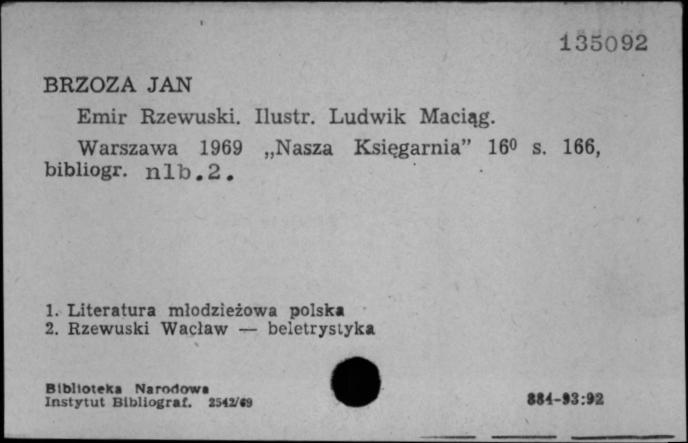 135092
BRZOZA JAN
Emir Rzewuski. Ilustr. Ludwik Maciąg.
Warszawa 1969 „Nasza Księgarnia” 16⁰ s. 166,
bibliogr. nlb.2.
1. Literatura młodzieżowa polska
2. Rzewuski Wacław — beletrystyka
Biblioteka Narodowa
Instytut Bibliograf. 2542/69
884-93:92